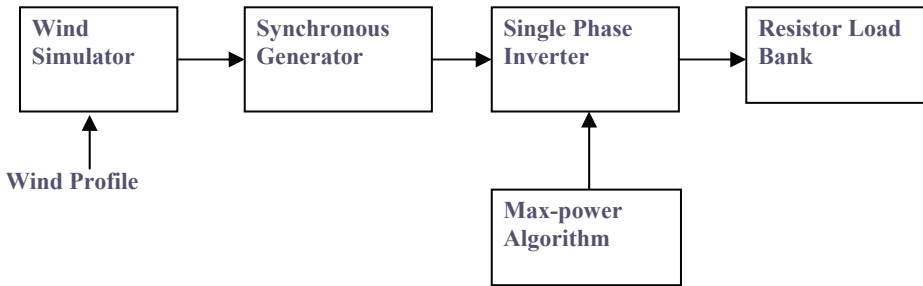 Wind
Simulator
Synchronous
Generator
Single Phase
Inverter
Resistor Load
Bank
Wind Profile
Max-power
Algorithm